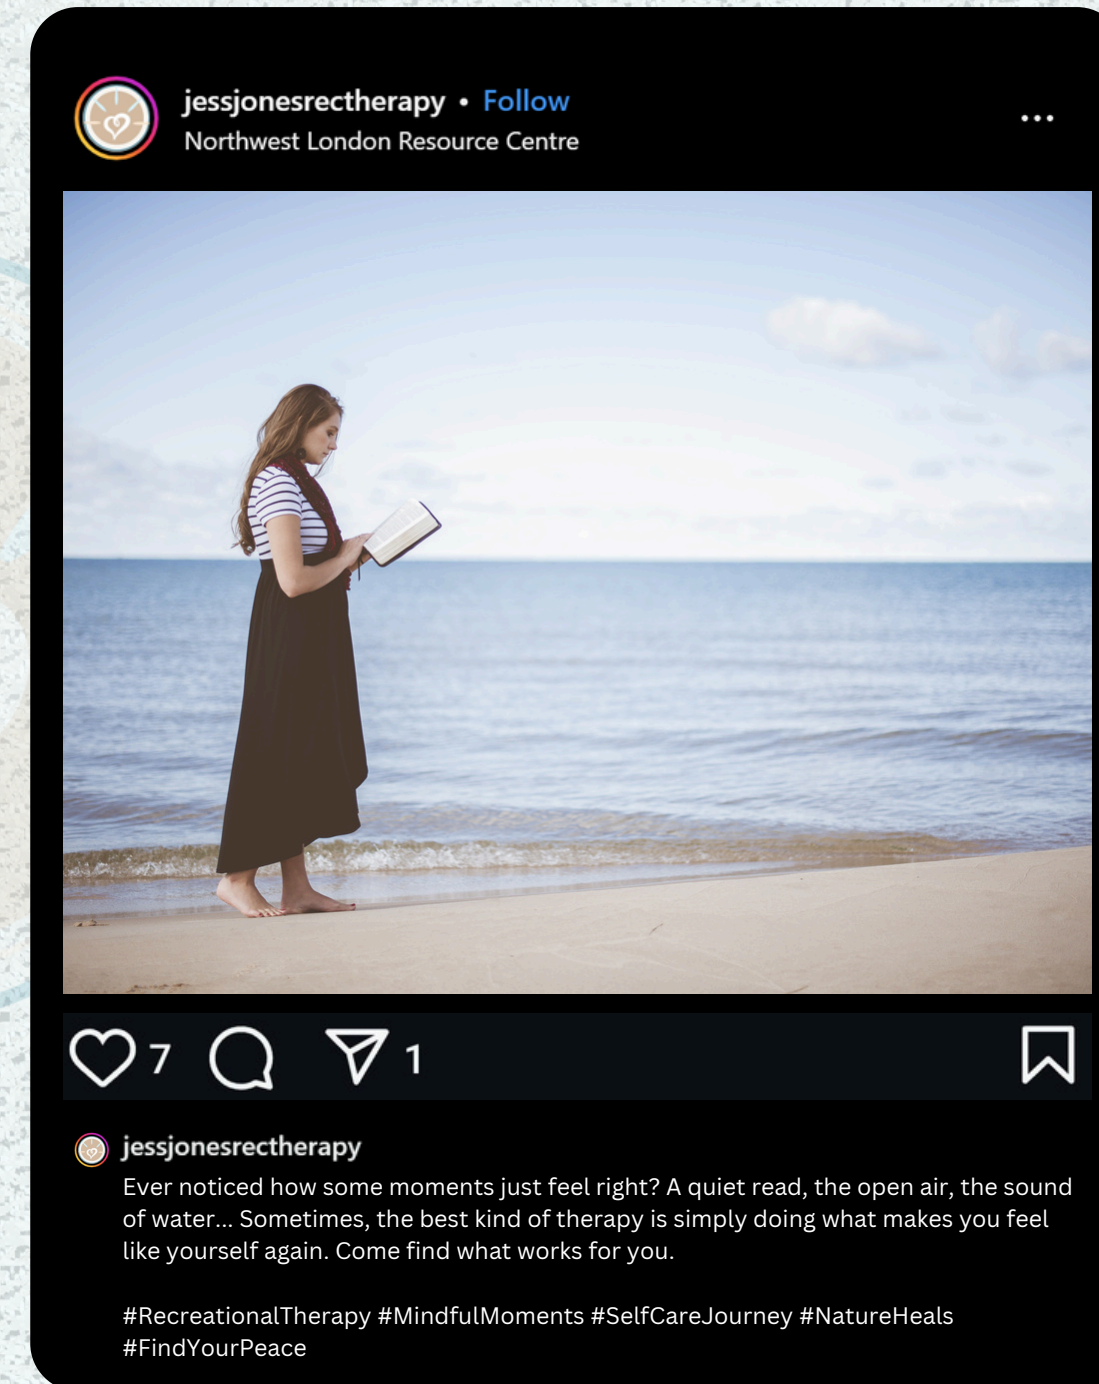 jessjonesrectherapy • Follow
Northwest London Resource Centre
7
1
jessjonesrectherapy
Ever noticed how some moments just feel right? A quiet read, the open air, the sound
of water... Sometimes, the best kind of therapy is simply doing what makes you feel
like yourself again. Come find what works for you.
#RecreationalTherapy #MindfulMoments #SelfCareJourney #NatureHeals
#FindYourPeace